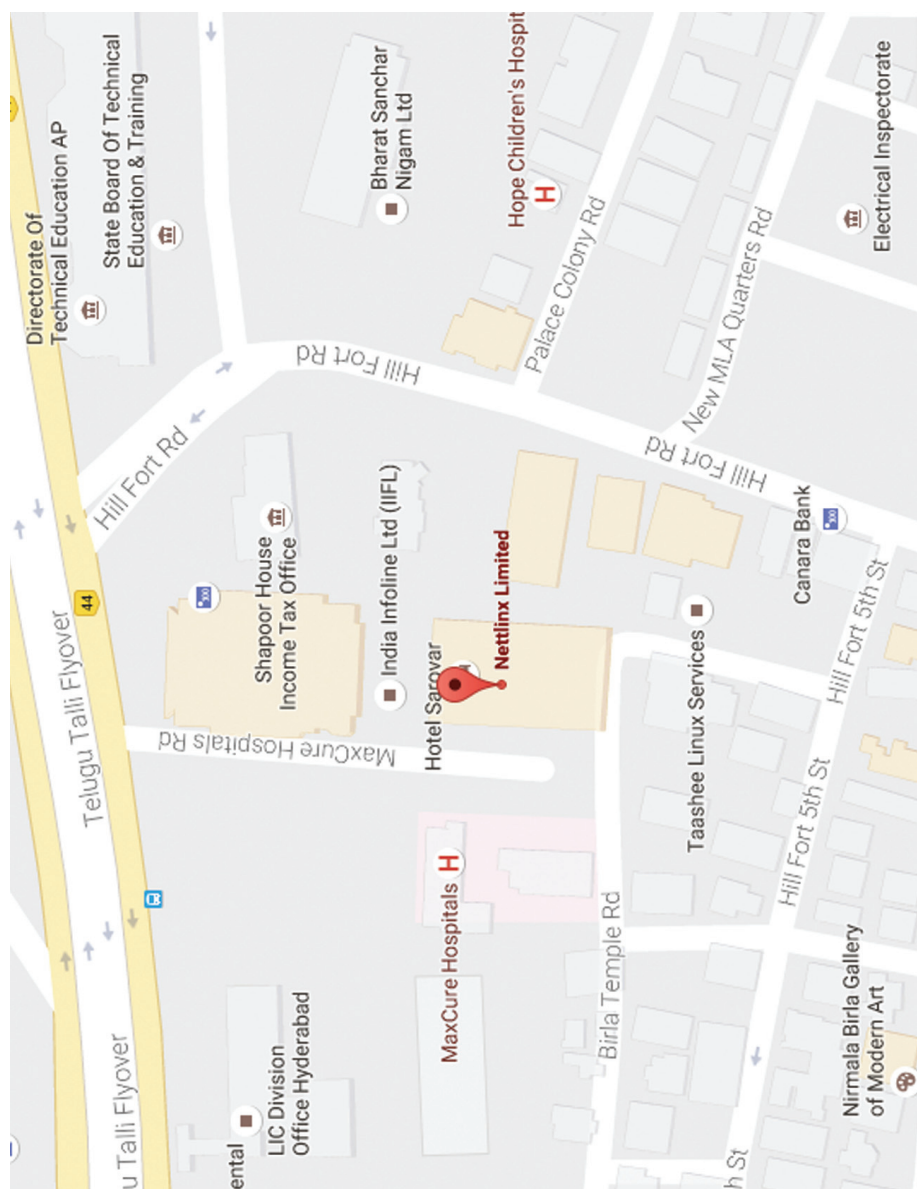 Directorate Of
Technical Education AP
State Board Of Technical
Education & Training
Telugu Talli Flyover
44
Hill Fort Rd
Shapoor House
Income Tax Office
Bharat Sanchar
Nigam Ltd
Hill Fort Rd
India Infoline Ltd (IIFL)
MaxCure Hospitals Rd
Hotel Sarovar
Nettlinx Limited
Hope Children's Hospit
H
Palace Colony Rd
New MLA Quarters Rd
Hill Fort Rd
Electrical Inspectorate
Canara Bank
Hill Fort 5th St
Taashee Linux Services
Hill Fort 5th St
MaxCure Hospitals
H
Birla Temple Rd
LIC Division
Office Hyderabad
ental
u Talli Flyover
Nirmala Birla Gallery
of Modern Art
h St